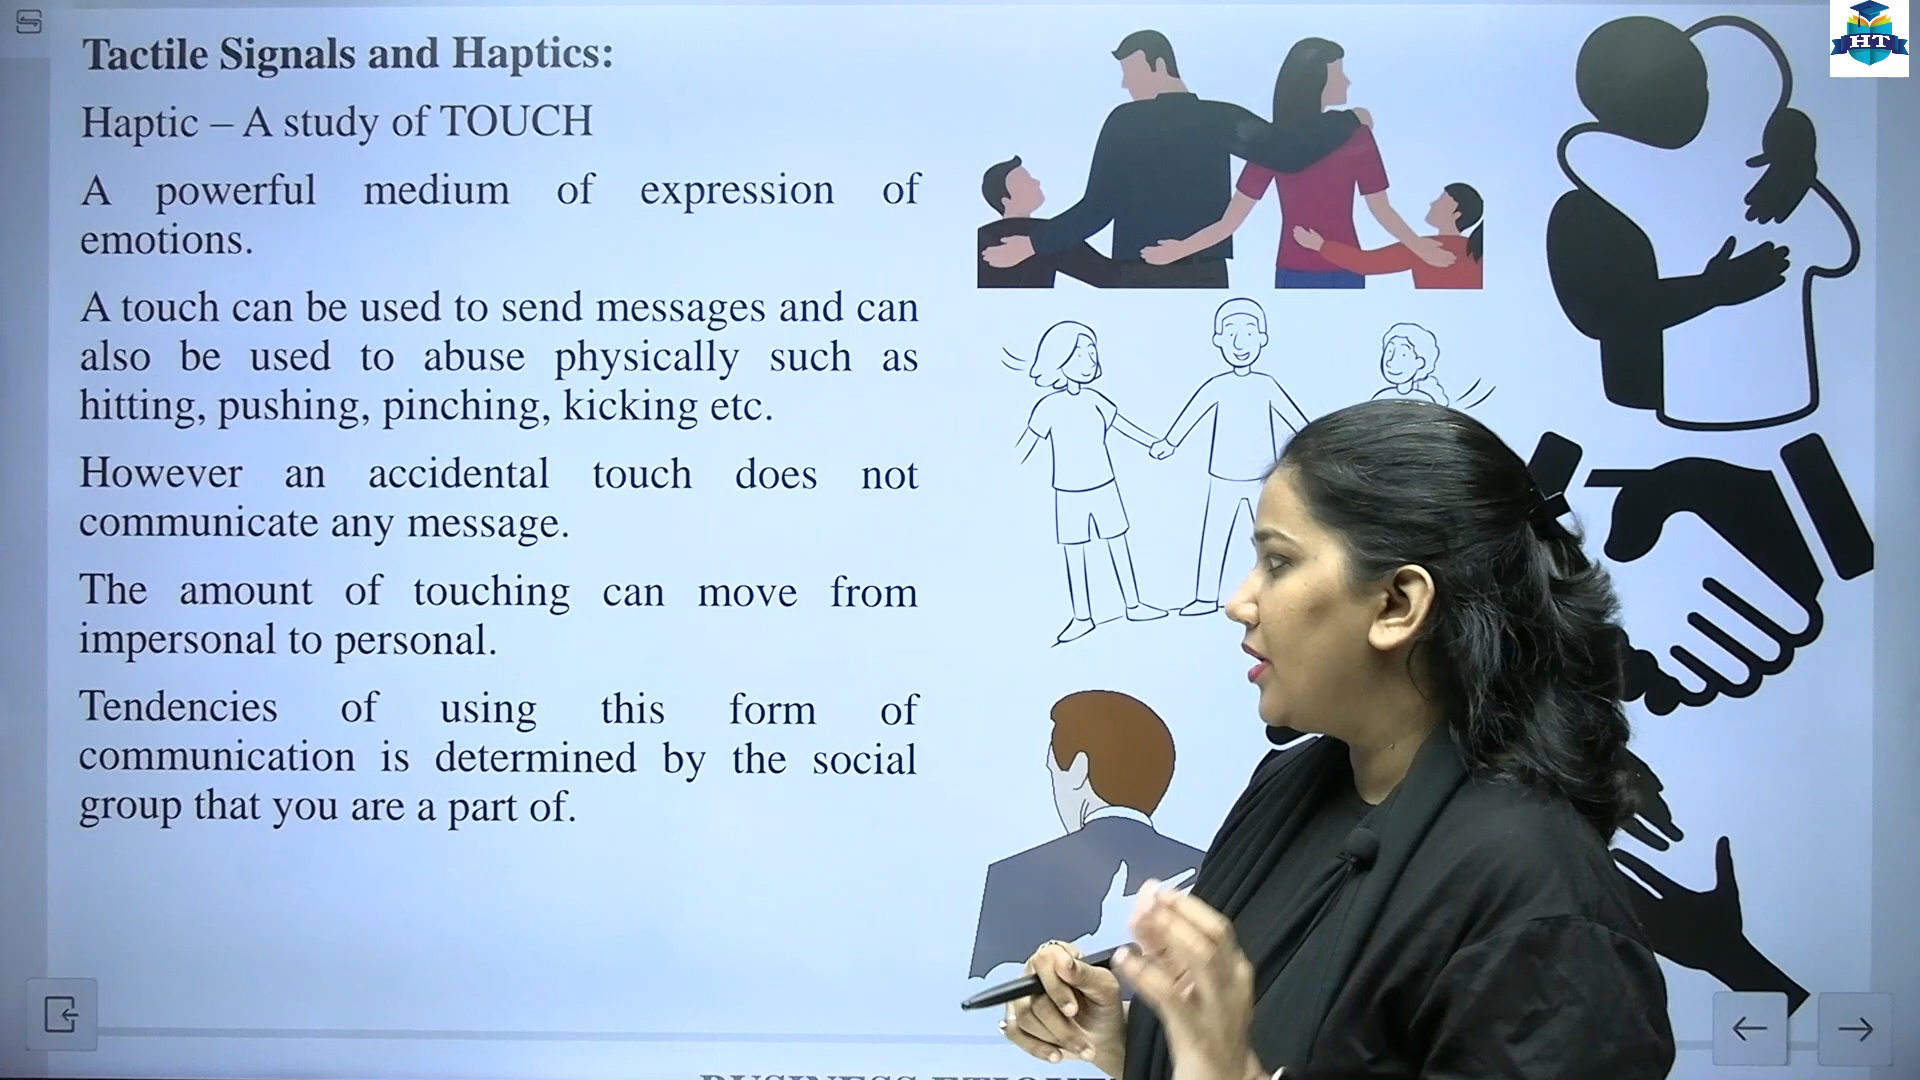 Tactile Signals and Haptics:
Haptic – A study of TOUCH
A powerful medium of expression of
emotions.
A touch can be used to send messages and can
also be used to abuse physically such as
hitting, pushing, pinching, kicking etc.
However an accidental touch does not
communicate any message.
The amount of touching can move from
impersonal to personal.
Tendencies of using this form of
communication is determined by the social
group that you are a part of.
HT